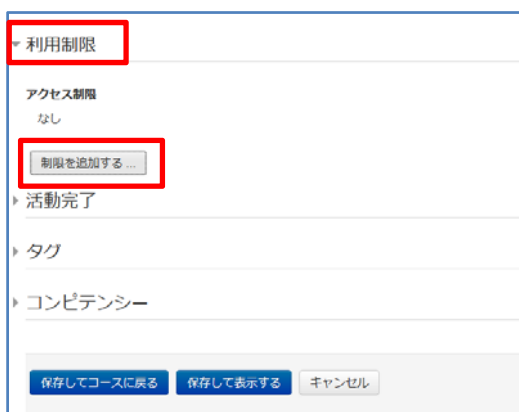 利用制限
アクセス制限
なし
制限を追加する ...
活動完了
タグ
コンピテンシー
保存してコースに戻る 保存して表示する キャンセル